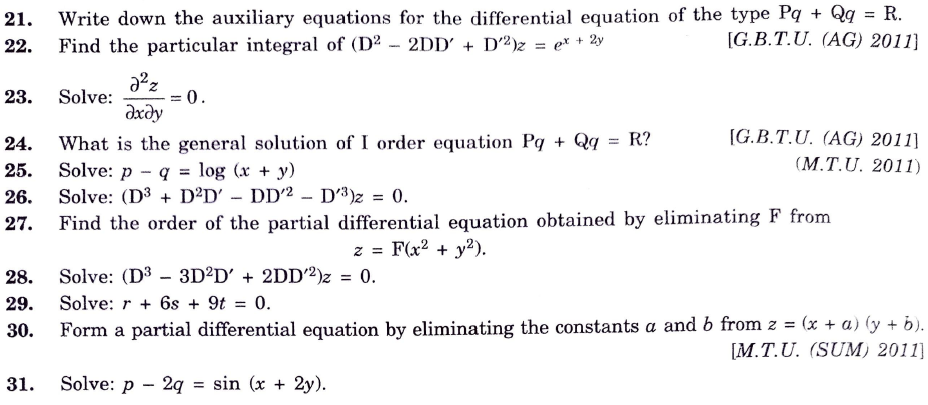 21. Write down the auxiliary equations for the differential equation of the type Pq + Qq = R.
22. Find the particular integral of (D² – 2DD′ + D′²)z = e^(x + 2y) [G.B.T.U. (AG) 2011]
23. Solve: ∂²z/∂x∂y = 0.
24. What is the general solution of I order equation Pq + Qq = R? [G.B.T.U. (AG) 2011]
25. Solve: p – q = log (x + y) (M.T.U. 2011)
26. Solve: (D³ + D²D′ – DD′² – D′³)z = 0.
27. Find the order of the partial differential equation obtained by eliminating F from
z = F(x² + y²).
28. Solve: (D³ – 3D²D′ + 2DD′²)z = 0.
29. Solve: r + 6s + 9t = 0.
30. Form a partial differential equation by eliminating the constants a and b from z = (x + a) (y + b).
[M.T.U. (SUM) 2011]
31. Solve: p – 2q = sin (x + 2y).